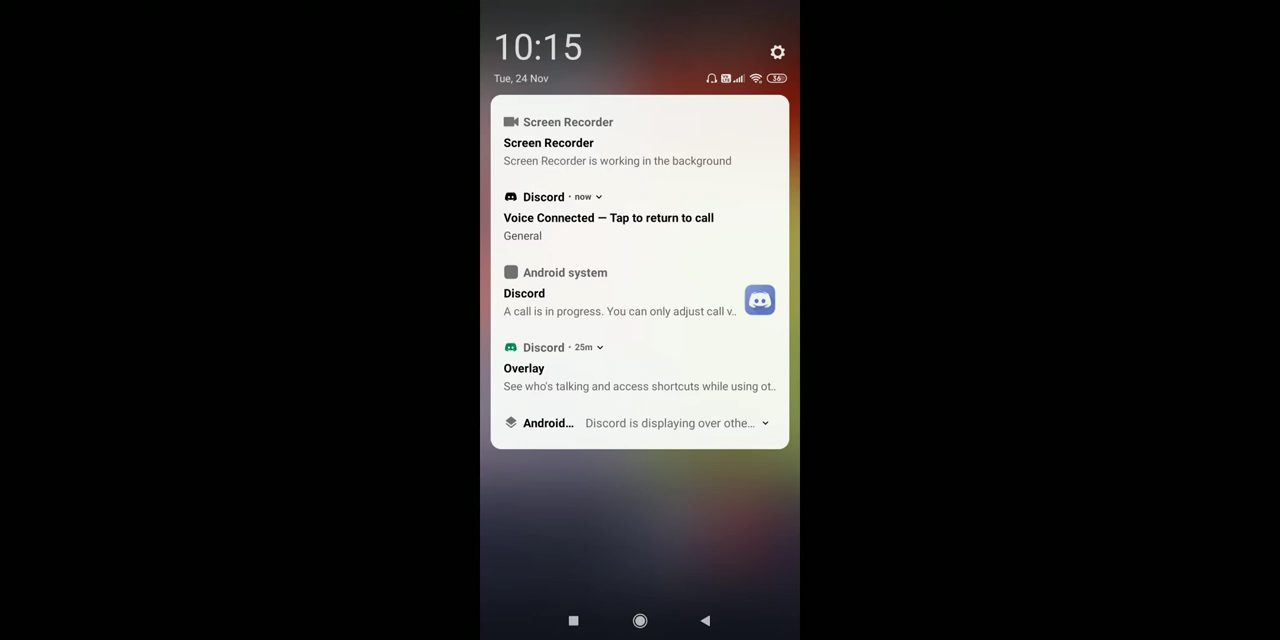 10:15
Tue, 24 Nov
36
Screen Recorder
Screen Recorder
Screen Recorder is working in the background
Discord · now
Voice Connected — Tap to return to call
General
Android system
Discord
A call is in progress. You can only adjust call v..
Discord · 25m
Overlay
See who's talking and access shortcuts while using ot..
Android... Discord is displaying over othe...